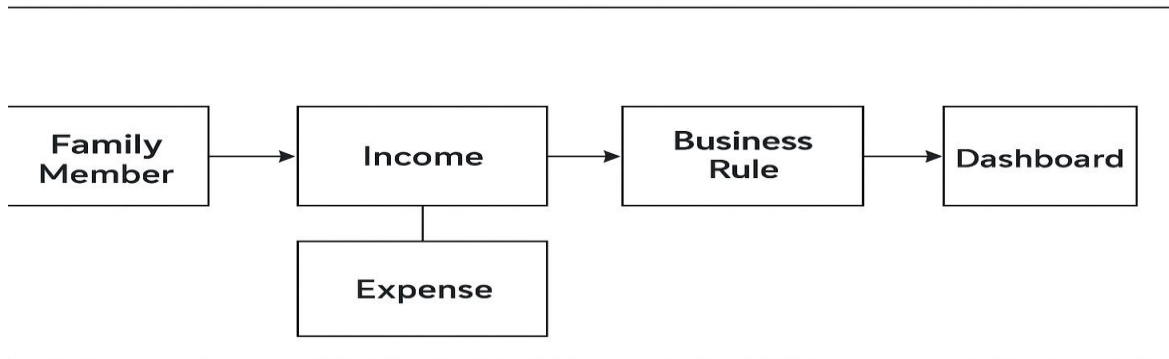 Family
Member
Income
Business
Rule
Dashboard
Expense